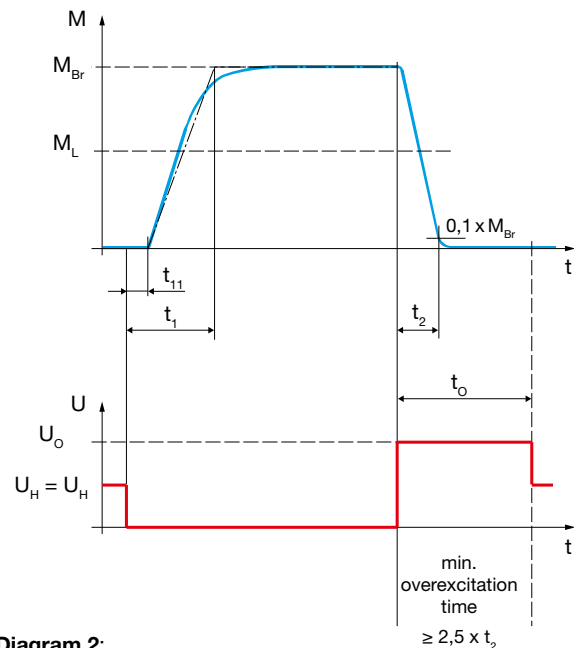 M
M_Br
M_L
0,1 x M_Br
t
t_11
t_1
t_2
t_O
U
U_O
U_H = U_H
t
min.
overexcitation
time
≥ 2,5 x t_2
Diagram 2: